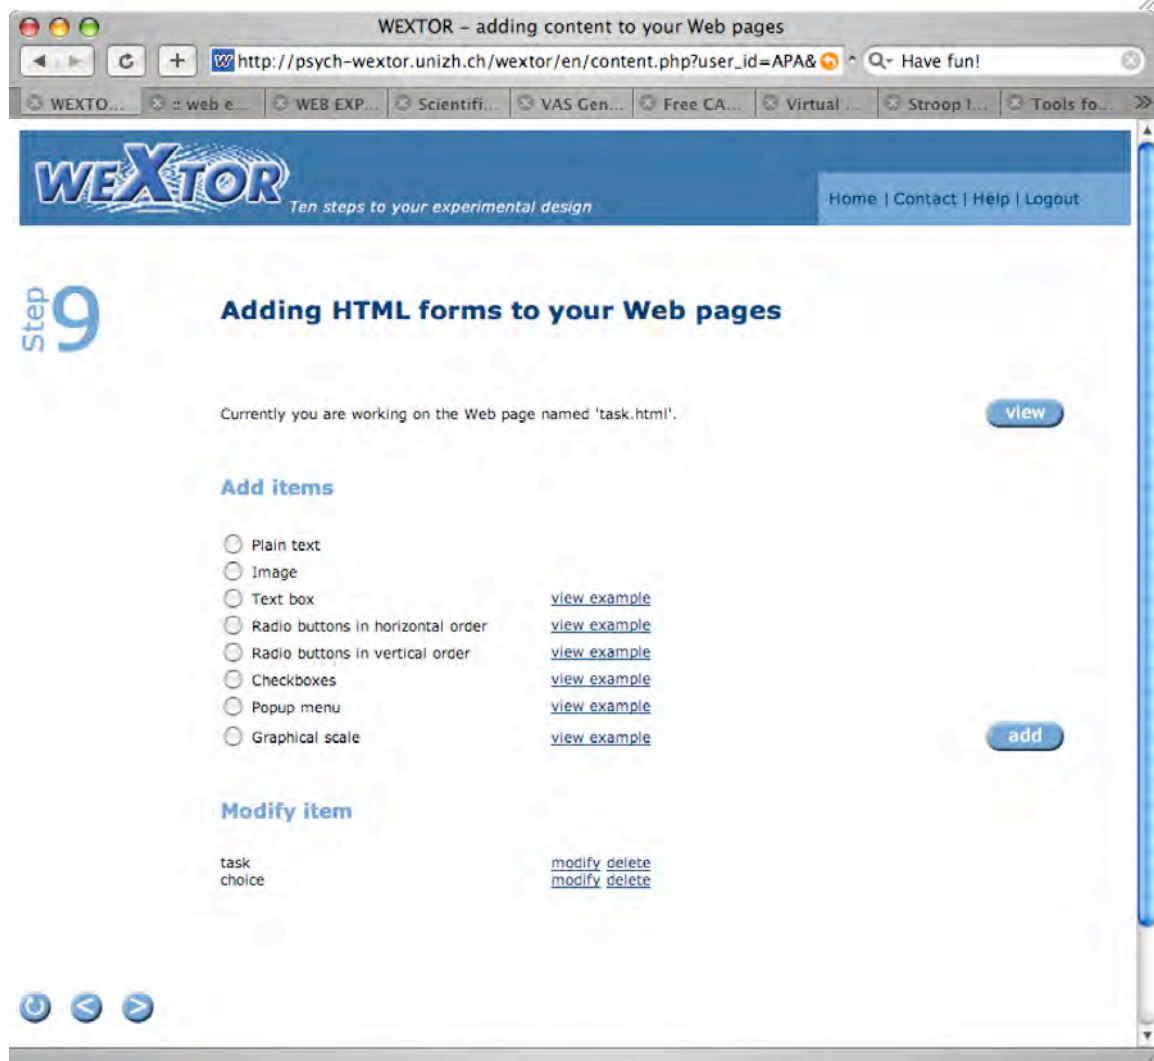 WEXTOR – adding content to your Web pages
http://psych-wextor.unizh.ch/wextor/en/content.php?user_id=APA& Have fun!
WEXTO... :: web e... WEB EXP... Scientifi... VAS Gen... Free CA... Virtual ... Stroop I... Tools fo...
WEXTOR
Ten steps to your experimental design
Home | Contact | Help | Logout
Step 9
Adding HTML forms to your Web pages
Currently you are working on the Web page named 'task.html'. view
Add items
Plain text
Image
Text box view example
Radio buttons in horizontal order view example
Radio buttons in vertical order view example
Checkboxes view example
Popup menu view example
Graphical scale view example add
Modify item
task modify delete
choice modify delete